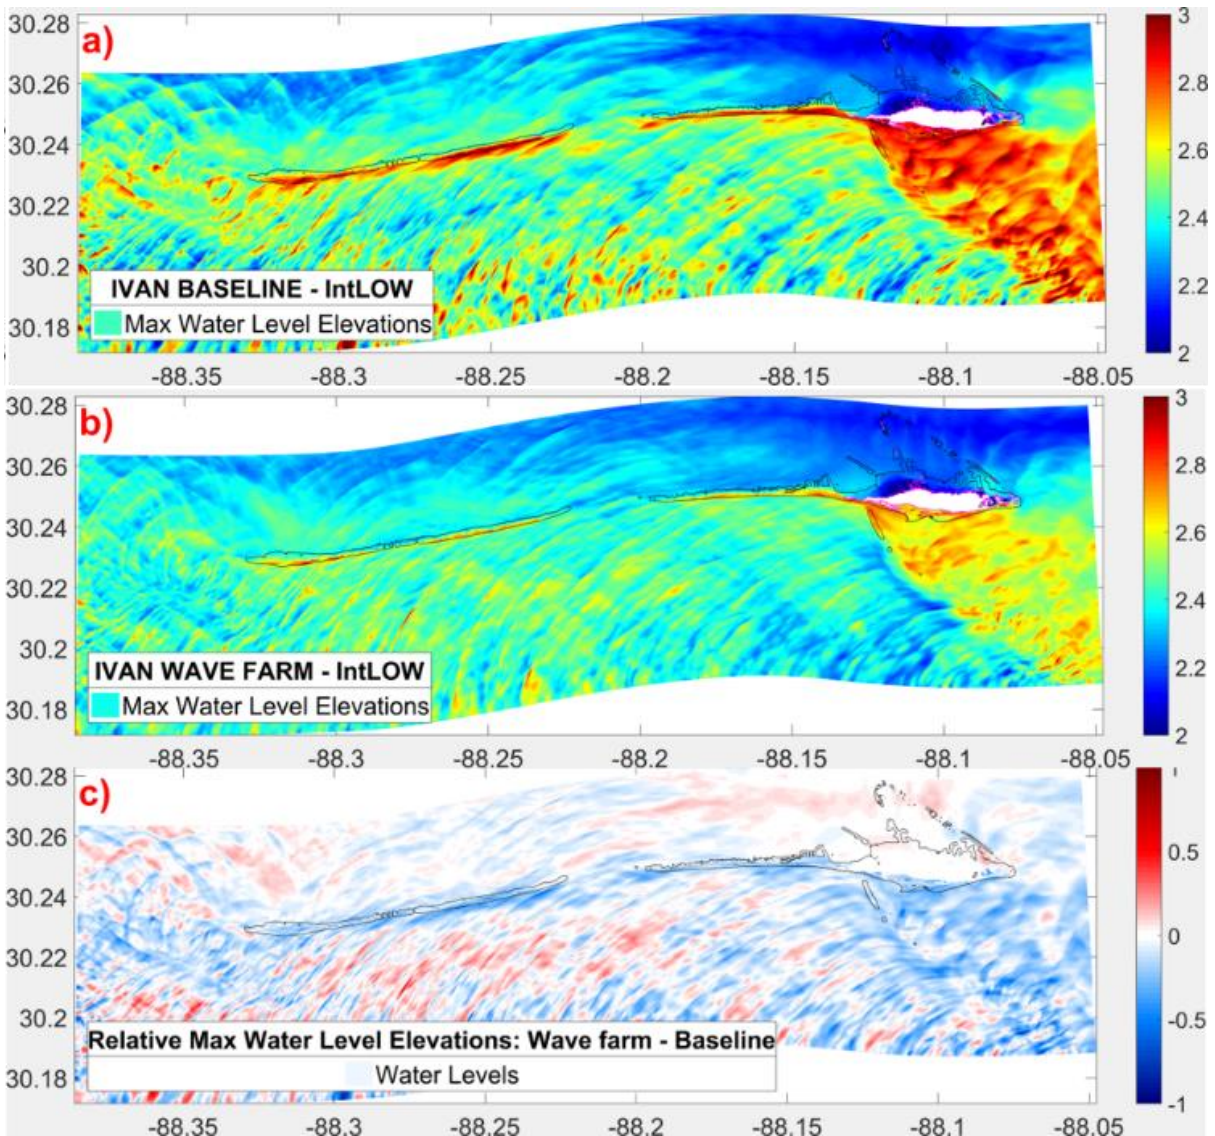 a)
30.28
30.26
30.24
30.22
30.2
30.18
IVAN BASELINE - IntLOW
Max Water Level Elevations
-88.35 -88.3 -88.25 -88.2 -88.15 -88.1 -88.05
3
2.8
2.6
2.4
2.2
2
b)
30.28
30.26
30.24
30.22
30.2
30.18
IVAN WAVE FARM - IntLOW
Max Water Level Elevations
-88.35 -88.3 -88.25 -88.2 -88.15 -88.1 -88.05
3
2.8
2.6
2.4
2.2
2
c)
30.28
30.26
30.24
30.22
30.2
30.18
Relative Max Water Level Elevations: Wave farm - Baseline
Water Levels
-88.35 -88.3 -88.25 -88.2 -88.15 -88.1 -88.05
1
0.5
0
-0.5
-1